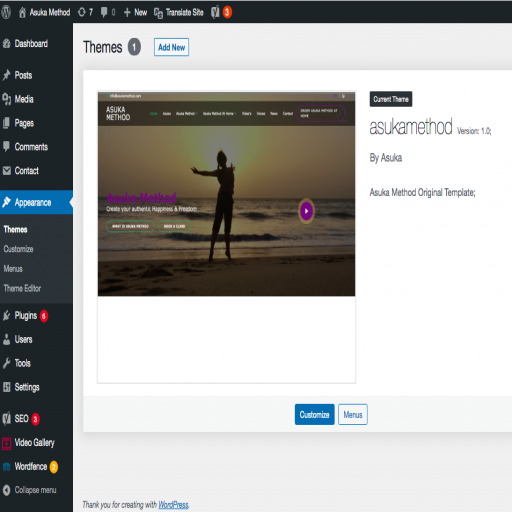 Asuka Method 7 0 New Translate Site 3
Dashboard
Posts
Media
Pages
Comments
Contact
Appearance
Themes
Customize
Menus
Theme Editor
Plugins 6
Users
Tools
Settings
SEO 3
Video Gallery
Wordfence 2
Collapse menu
Themes 1 Add New
info@asukamethod.com
ASUKA
METHOD
Home Asuka Asuka Method Asuka Method At Home Videos Voices News Contact
ORDER ASUKA METHOD AT
HOME
Asuka Method
Create your authentic Happiness & Freedom
WHAT IS ASUKA METHOD
BOOK A CLASS
Current Theme
asukamethod Version: 1.0;
By Asuka
Asuka Method Original Template;
Customize Menus
Thank you for creating with WordPress.